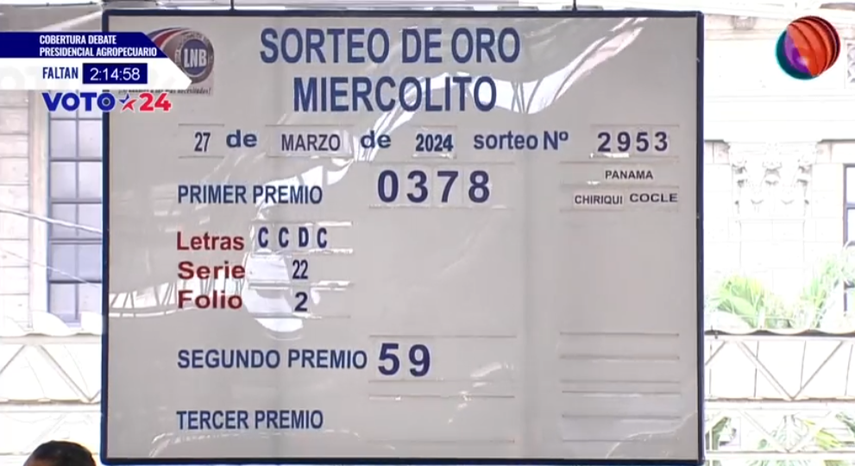 COBERTURA DEBATE
PRESIDENCIAL AGROPECUARIO
FALTAN 2:14:58
VOTO 24
LNB
SORTEO DE ORO
MIERCOLITO
27 de MARZO de 2024 sorteo Nº 2953
PRIMER PREMIO 0378
PANAMA
CHIRIQUI COCLE
Letras C C D C
Serie 22
Folio 2
SEGUNDO PREMIO 59
TERCER PREMIO